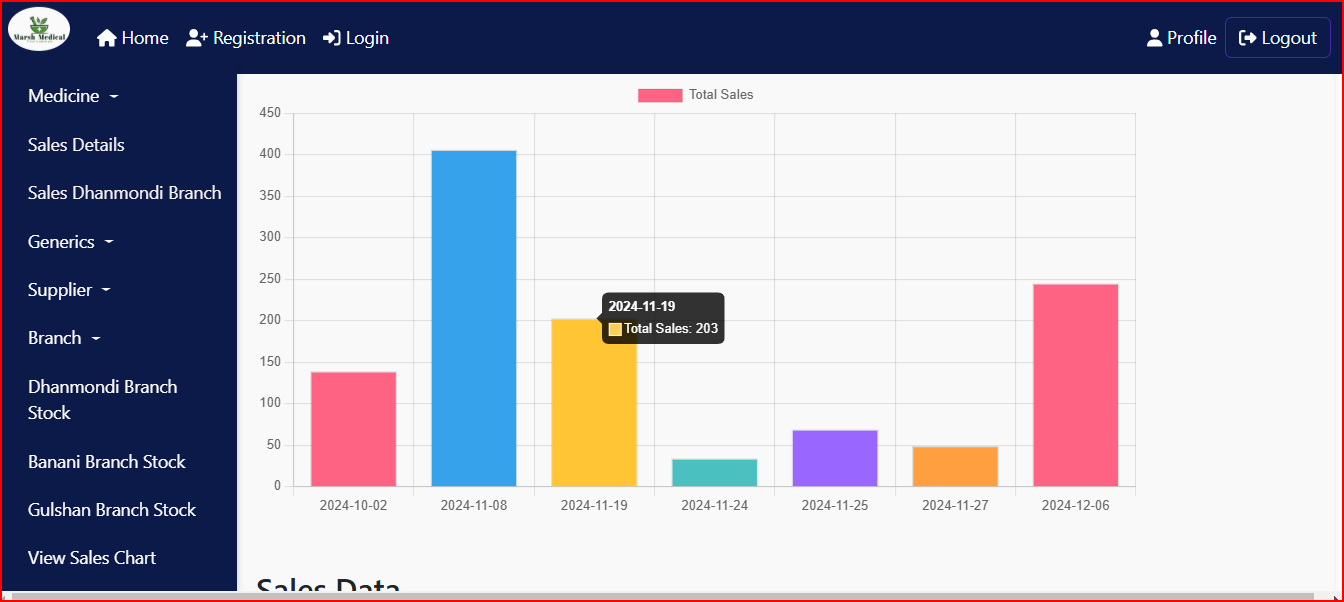 Marsh Medical
Home
Registration
Login
Profile
Logout
Medicine
Sales Details
Sales Dhanmondi Branch
Generics
Supplier
Branch
Dhanmondi Branch
Stock
Banani Branch Stock
Gulshan Branch Stock
View Sales Chart
Total Sales
450
400
350
300
250
200
150
100
50
0
2024-11-19
Total Sales: 203
2024-10-02
2024-11-08
2024-11-19
2024-11-24
2024-11-25
2024-11-27
2024-12-06
Sales Data